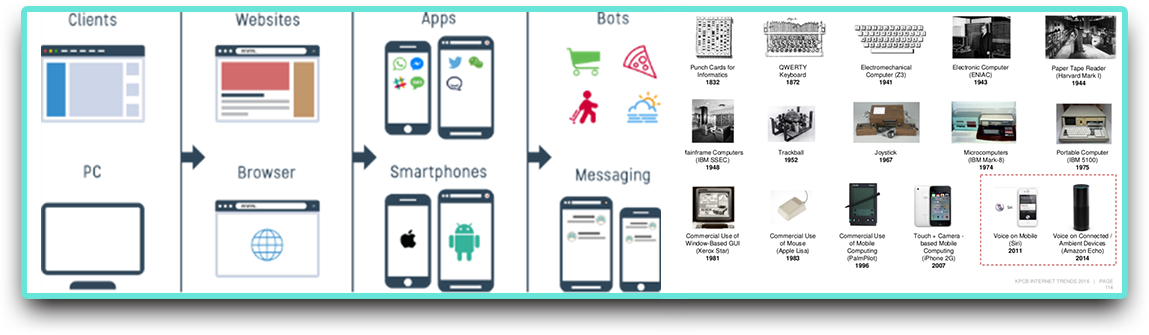 Clients
Websites
Apps
Bots
PC
Browser
Smartphones
Messaging
Punch Cards for
Informatics
1832
QWERTY
Keyboard
1872
Electromechanical
Computer (Z3)
1941
Electronic Computer
(ENIAC)
1943
Paper Tape Reader
(Harvard Mark I)
1944
fainframe Computers
(IBM SSEC)
1948
Trackball
1952
Joystick
1967
Microcomputers
(IBM Mark-8)
1974
Portable Computer
(IBM 5100)
1975
Commercial Use of
Window-Based GUI
(Xerox Star)
1981
Commercial Use
of Mouse
(Apple Lisa)
1983
Commercial Use
of Mobile
Computing
(PalmPilot)
1996
Touch + Camera -
based Mobile
Computing
(iPhone 2G)
2007
Siri
Voice on Mobile
(Siri)
2011
Voice on Connected /
Ambient Devices
(Amazon Echo)
2014
KPCB INTERNET TRENDS 2016 | PAGE
114